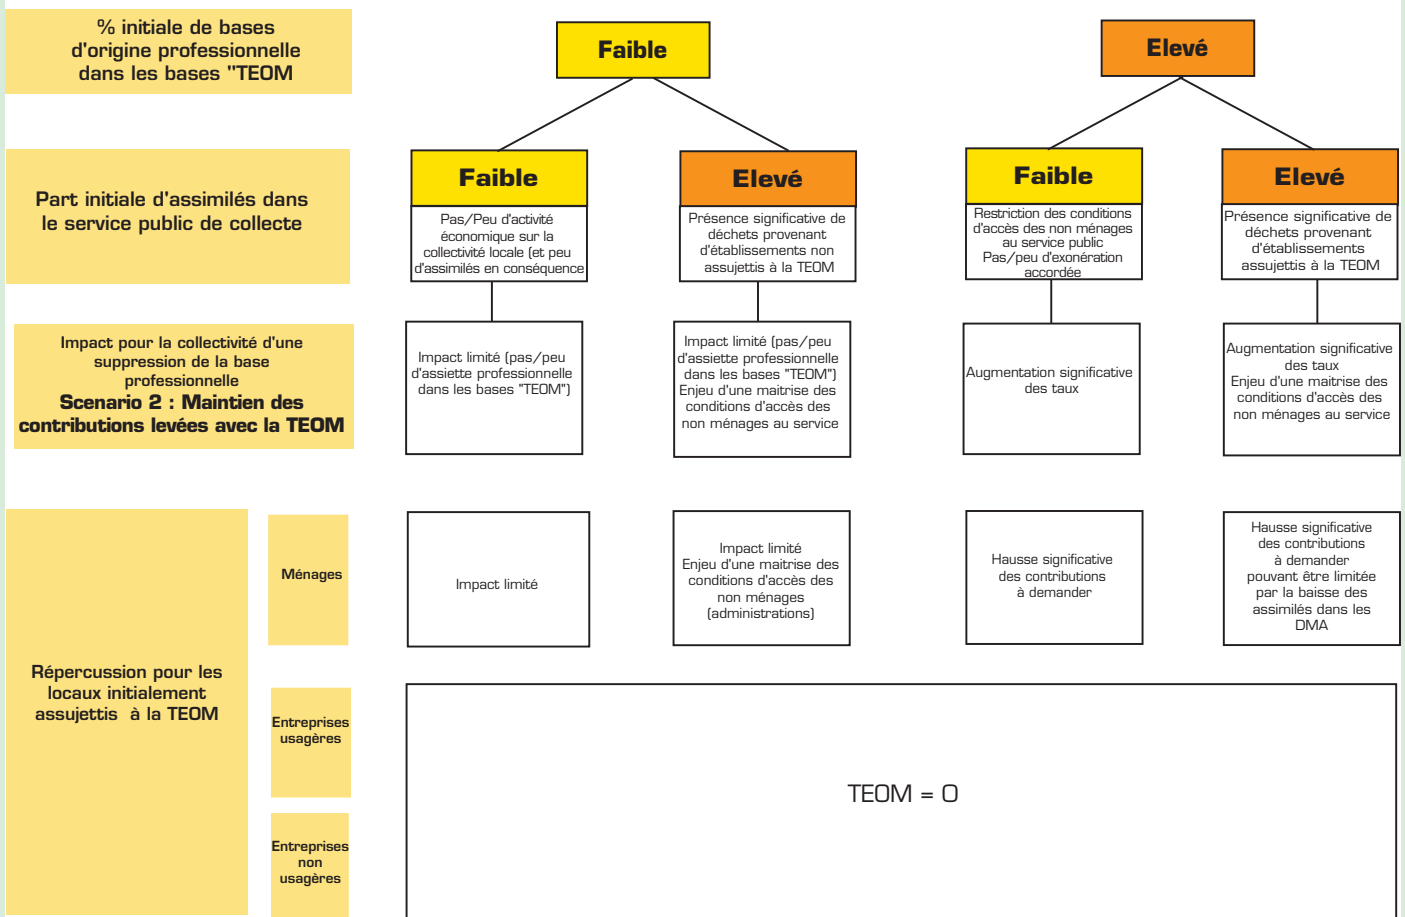 % initiale de bases
d'origine professionnelle
dans les bases "TEOM
Faible
Elevé
Part initiale d'assimilés dans
le service public de collecte
Faible
Pas/Peu d'activité
économique sur la
collectivité locale (et peu
d'assimilés en conséquence
Elevé
Présence significative de
déchets provenant
d'établissements non
assujettis à la TEOM
Faible
Restriction des conditions
d'accès des non ménages
au service public
Pas/peu d'exonération
accordée
Elevé
Présence significative de
déchets provenant
d'établissements
assujettis à la TEOM
Impact pour la collectivité d'une
suppression de la base
professionnelle
Scenario 2 : Maintien des
contributions levées avec la TEOM
Impact limité (pas/peu
d'assiette professionnelle
dans les bases "TEOM")
Impact limité (pas/peu
d'assiette professionnelle
dans les bases "TEOM")
Enjeu d'une maitrise des
conditions d'accès des
non ménages au service
Augmentation significative
des taux
Augmentation significative
des taux
Enjeu d'une maitrise des
conditions d'accès des
non ménages au service
Répercussion pour les
locaux initialement
assujettis à la TEOM
Ménages
Impact limité
Impact limité
Enjeu d'une maitrise des
conditions d'accès des
non ménages
(administrations)
Hausse significative
des contributions
à demander
Hausse significative
des contributions
à demander
pouvant être limitée
par la baisse des
assimilés dans les
DMA
Entreprises
usagères
TEOM = 0
Entreprises
non
usagères